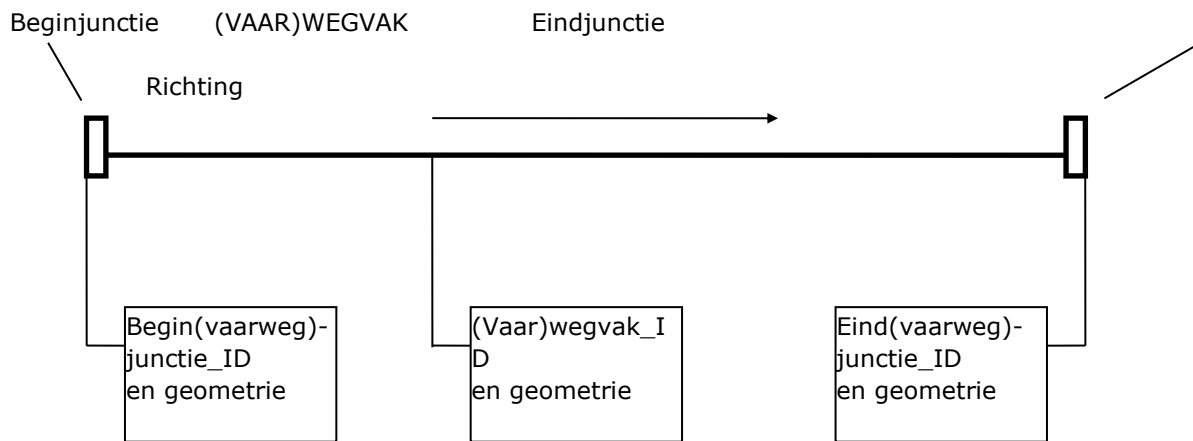 Beginjunctie (VAAR)WEGVAK Eindjunctie
Richting
Begin(vaarweg)-
junctie_ID
en geometrie
(Vaar)wegvak_I
D
en geometrie
Eind(vaarweg)-
junctie_ID
en geometrie